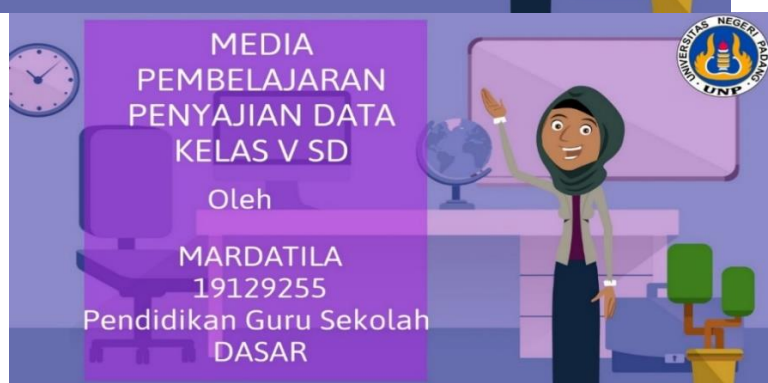 MEDIA
PEMBELAJARAN
PENYAJIAN DATA
KELAS V SD
Oleh
MARDATILA
19129255
Pendidikan Guru Sekolah
DASAR
UNIVERSITAS NEGERI PADANG
UNP